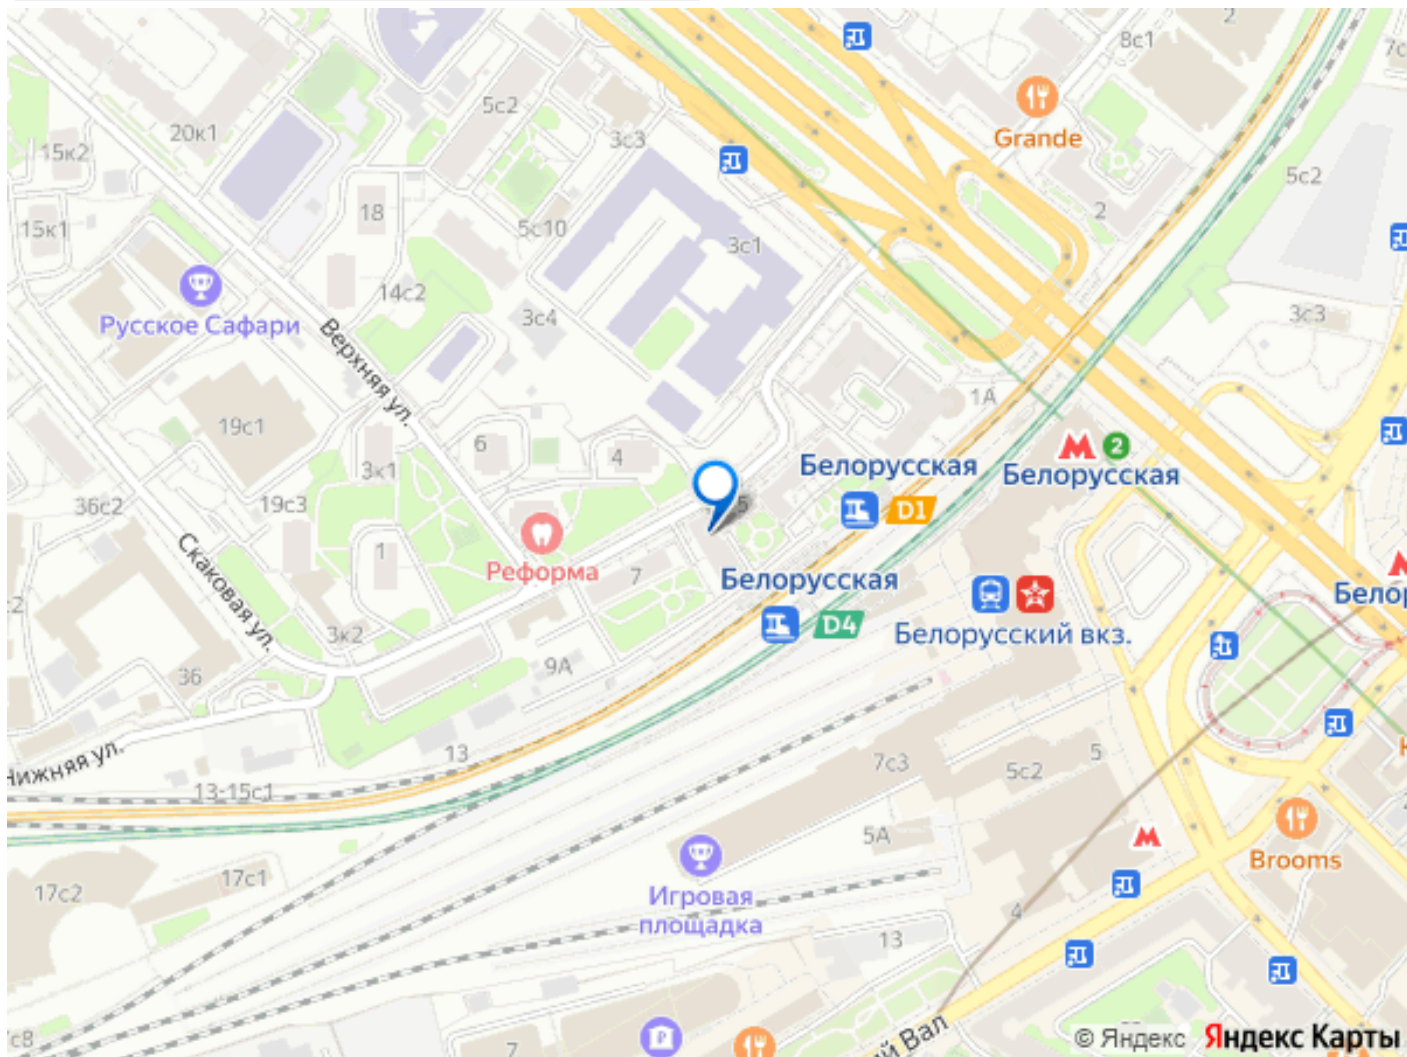 2
8с1
7с
5с2
Grande
20к1
3с3
15к2
5с2
18
2
15к1
5с10
3с1
14с2
3с4
3с3
Русское Сафари
Верхняя ул.
1А
19с1
6
4
3к1
Белорусская
2
Белорусская
36с2
19с3
5
D1
1
Реформа
7
Белорусская
Скаковая ул.
D4
Белорусский вкз.
3к2
9А
36
Нижняя ул.
13
7с3
5с2
5
13-15с1
5А
Brooms
17с2
17с1
Игровая
площадка
4
13
с8
7
© Яндекс Яндекс Карты